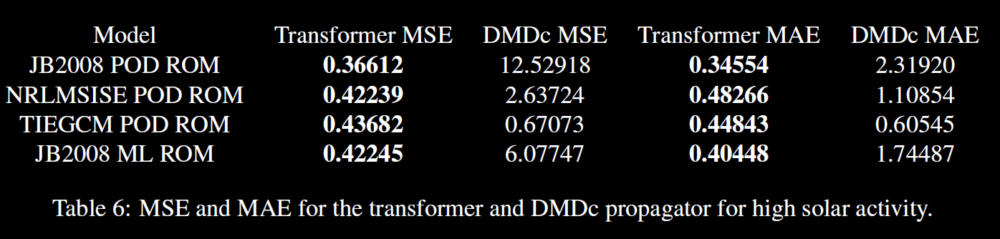 Model Transformer MSE DMDc MSE Transformer MAE DMDc MAE
JB2008 POD ROM 0.36612 12.52918 0.34554 2.31920
NRLMSISE POD ROM 0.42239 2.63724 0.48266 1.10854
TIEGCM POD ROM 0.43682 0.67073 0.44843 0.60545
JB2008 ML ROM 0.42245 6.07747 0.40448 1.74487
Table 6: MSE and MAE for the transformer and DMDc propagator for high solar activity.